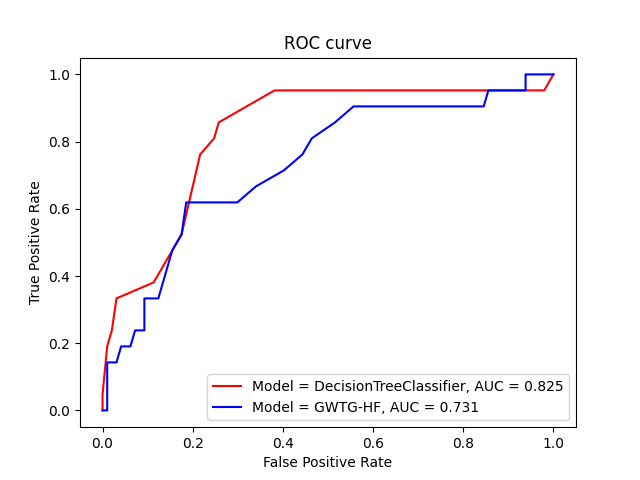 ROC curve
True Positive Rate
1.0
0.8
0.6
0.4
0.2
0.0
Model = DecisionTreeClassifier, AUC = 0.825
Model = GWTG-HF, AUC = 0.731
0.0 0.2 0.4 0.6 0.8 1.0
False Positive Rate